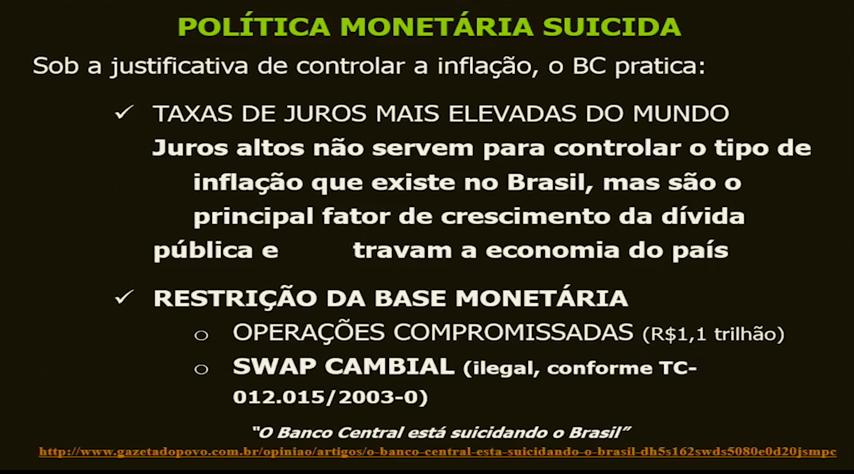 POLÍTICA MONETÁRIA SUICIDA
Sob a justificativa de controlar a inflação, o BC pratica:
✓ TAXAS DE JUROS MAIS ELEVADAS DO MUNDO
Juros altos não servem para controlar o tipo de
inflação que existe no Brasil, mas são o
principal fator de crescimento da dívida
pública e travam a economia do país
✓ RESTRIÇÃO DA BASE MONETÁRIA
o OPERAÇÕES COMPROMISSADAS (R$1,1 trilhão)
o SWAP CAMBIAL (ilegal, conforme TC-
012.015/2003-0)
“O Banco Central está suicidando o Brasil”
http://www.gazetadopovo.com.br/opiniao/artigos/o-banco-central-esta-suicidando-o-brasil-dh5s162swds5080e0d20jsmpc